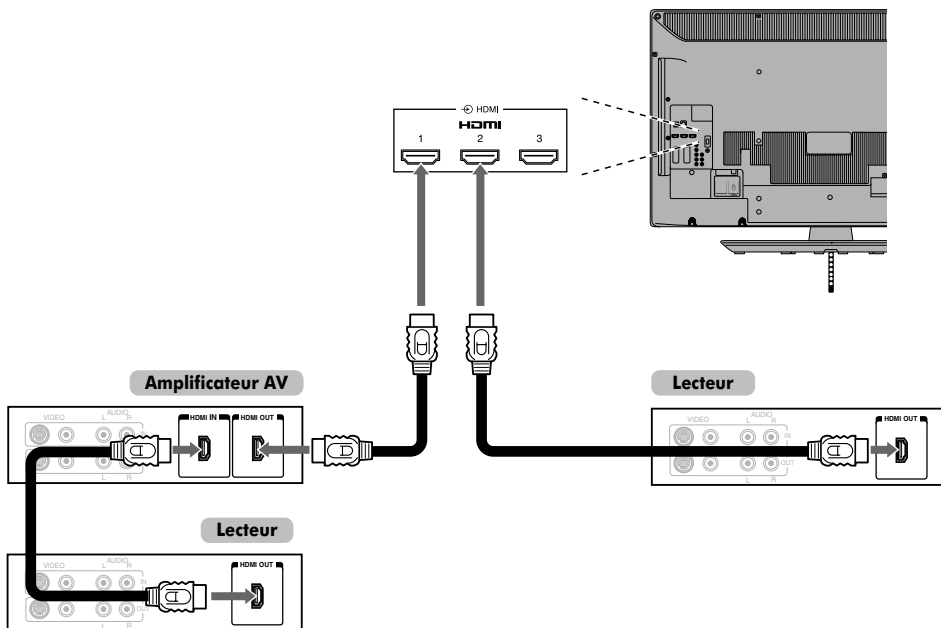 HDMI
HDMI
1 2 3
Amplificateur AV
VIDEO
AUDIO
L R
HDMI IN
HDMI OUT
IN
L R
Lecteur
VIDEO
AUDIO
L R
HDMI OUT
IN
OUT
L R
Lecteur
VIDEO
AUDIO
L R
HDMI OUT
IN
OUT
L R